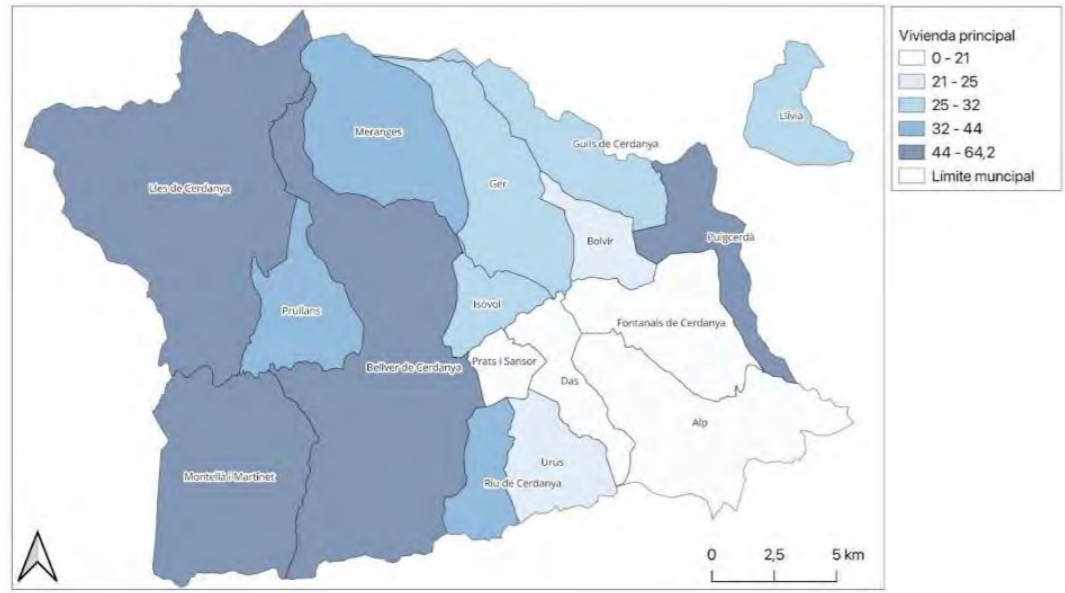 Vivienda principal
0 - 21
21 - 25
25 - 32
32 - 44
44 - 64,2
Límite muncipal
Llívia
Meranges
Guils de Cerdanya
Lles de Cerdanya
Ger
Bolvir
Puigcerdà
Prullans
Isòvol
Fontanals de Cerdanya
Prats i Sansor
Bellver de Cerdanya
Das
Alp
Urús
Montellà i Martinet
Riu de Cerdanya
0 2,5 5 km